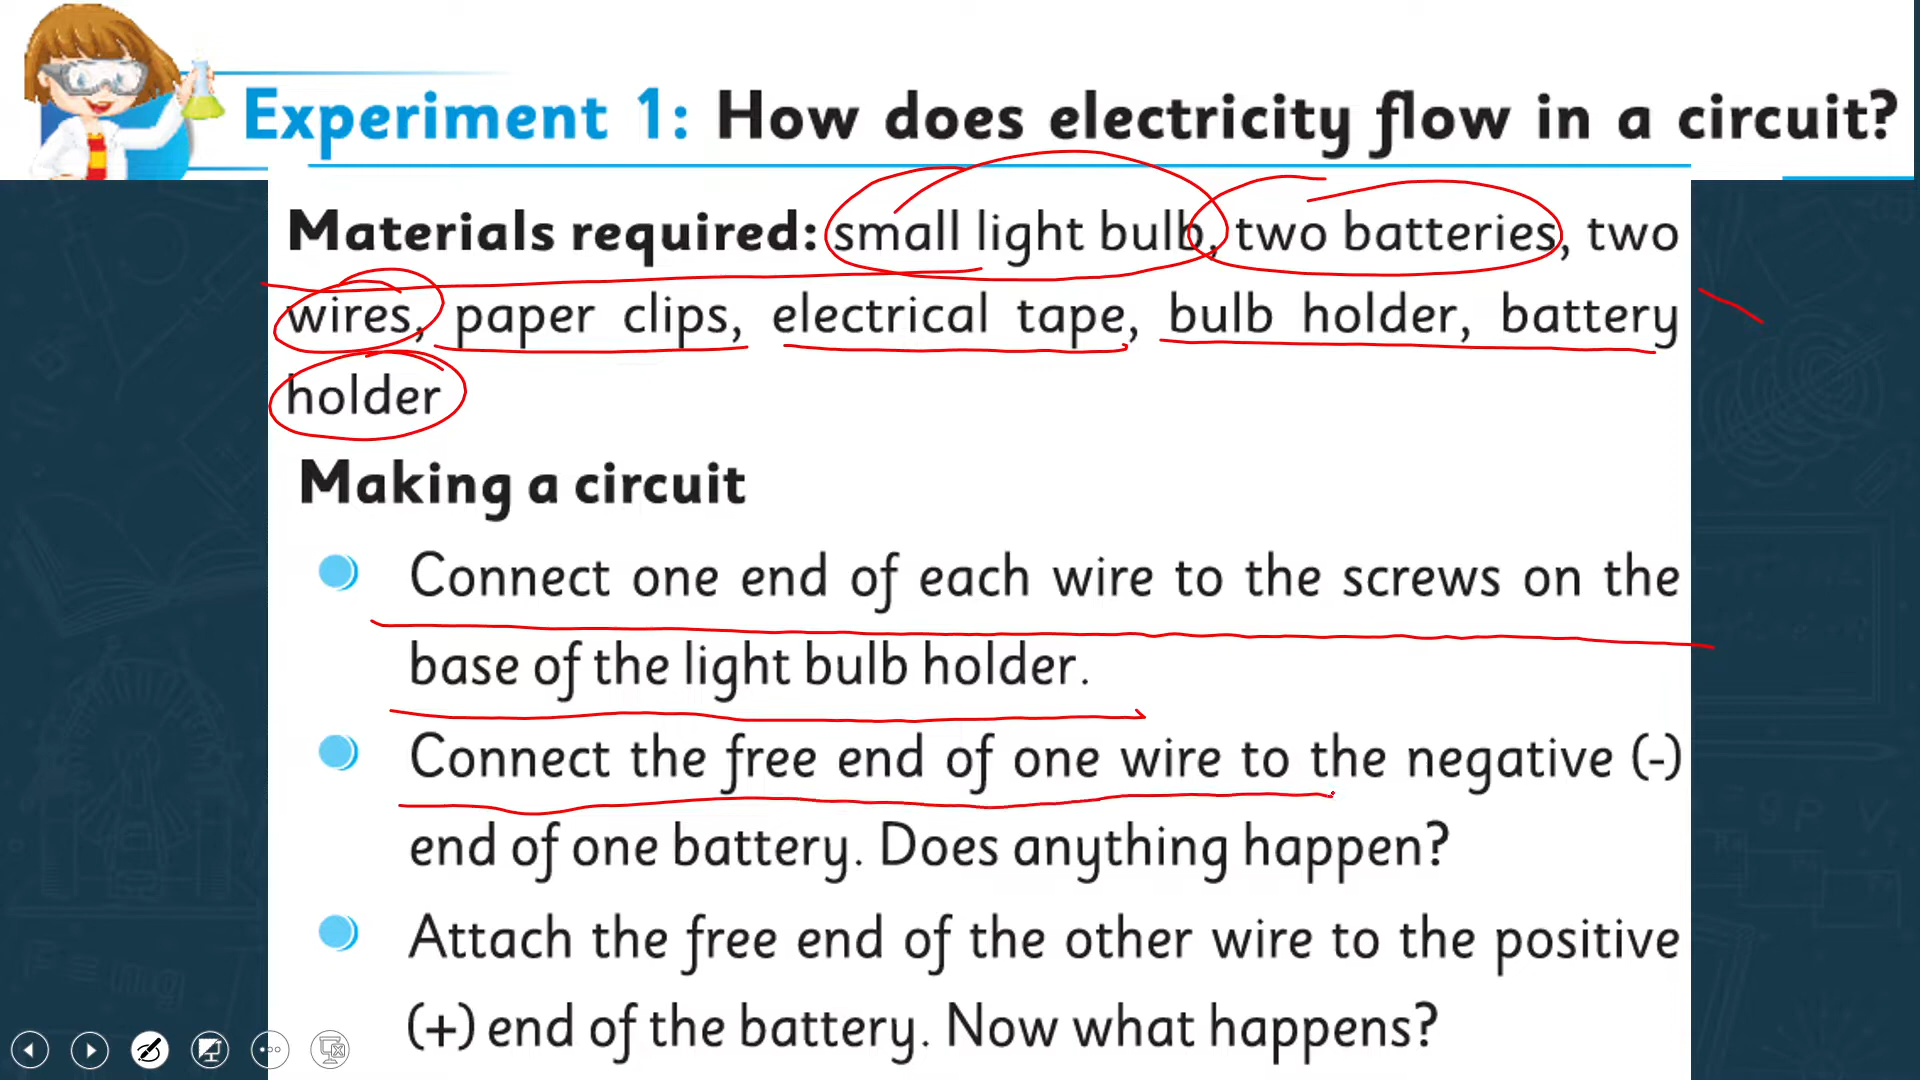 Experiment 1: How does electricity flow in a circuit?
Materials required: small light bulb, two batteries, two
wires, paper clips, electrical tape, bulb holder, battery
holder
Making a circuit
Connect one end of each wire to the screws on the
base of the light bulb holder.
Connect the free end of one wire to the negative (-)
end of one battery. Does anything happen?
Attach the free end of the other wire to the positive
(+) end of the battery. Now what happens?